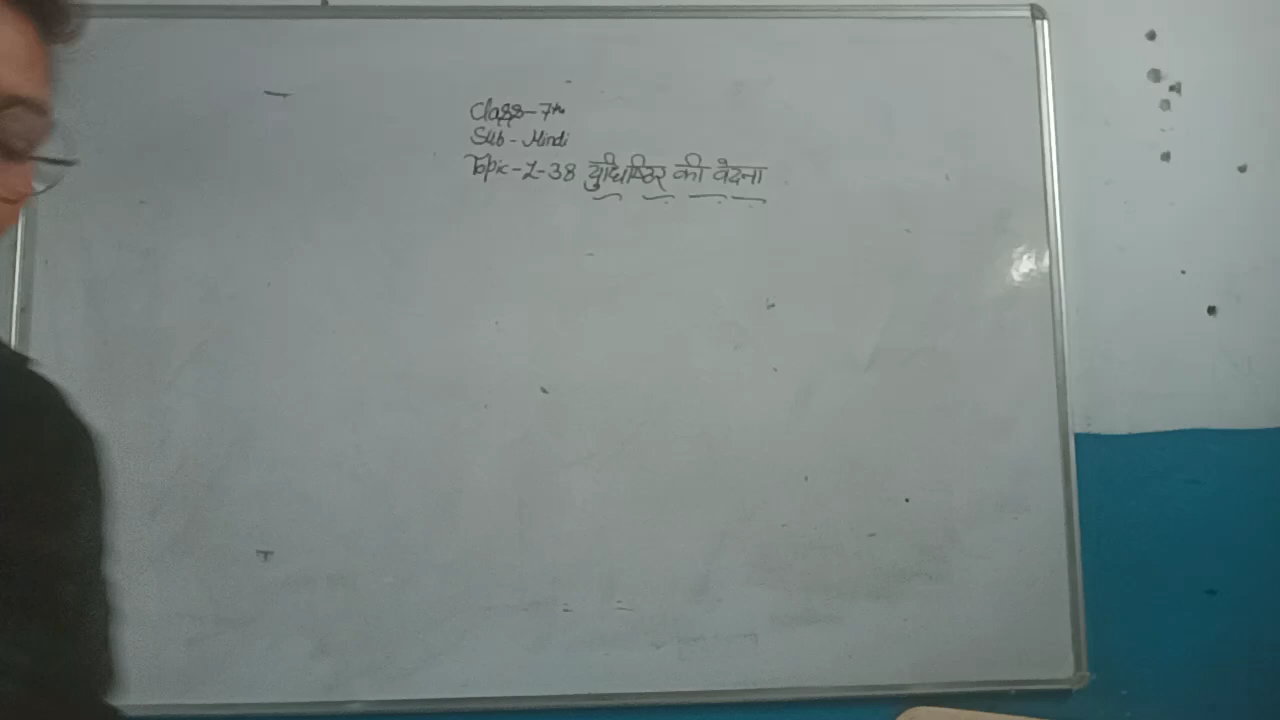 Class-7th
Sub - Hindi
Topic-L-38 युधिष्ठिर की वेदना